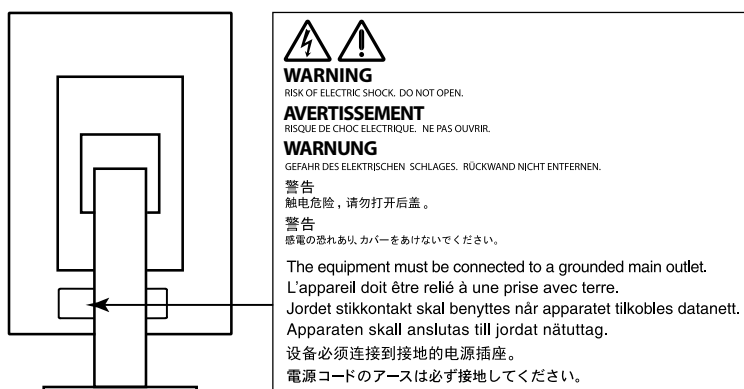 WARNING
RISK OF ELECTRIC SHOCK. DO NOT OPEN.
AVERTISSEMENT
RISQUE DE CHOC ELECTRIQUE. NE PAS OUVRIR.
WARNUNG
GEFAHR DES ELEKTRISCHEN SCHLAGES. RÜCKWAND NICHT ENTFERNEN.
警告
触电危险，请勿打开后盖。
警告
感電の恐れあり、カバーをあけないでください。
The equipment must be connected to a grounded main outlet.
L'appareil doit être relié à une prise avec terre.
Jordet stikkontakt skal benyttes når apparatet tilkobles datanett.
Apparaten skall anslutas till jordat nätuttag.
设备必须连接到接地的电源插座。
電源コードのアースは必ず接地してください。